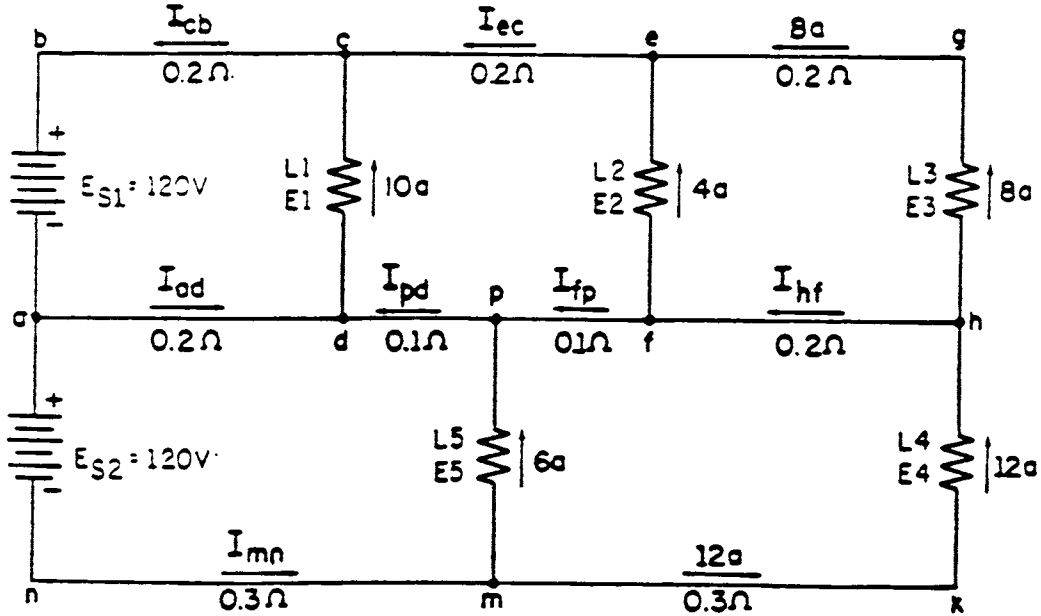 I_cb I_ec 8a
b c e g
0.2Ω 0.2Ω 0.2Ω
+
L1 L2 L3
E_S1 = 120V E1 10a E2 4a E3 8a
-
I_ad I_pd p I_fp I_hf
a h
0.2Ω d 0.1Ω 0.1Ω f 0.2Ω
+
L5 L4
E_S2 = 120V E5 6a E4 12a
-
I_mn 12a
n 0.3Ω m 0.3Ω k